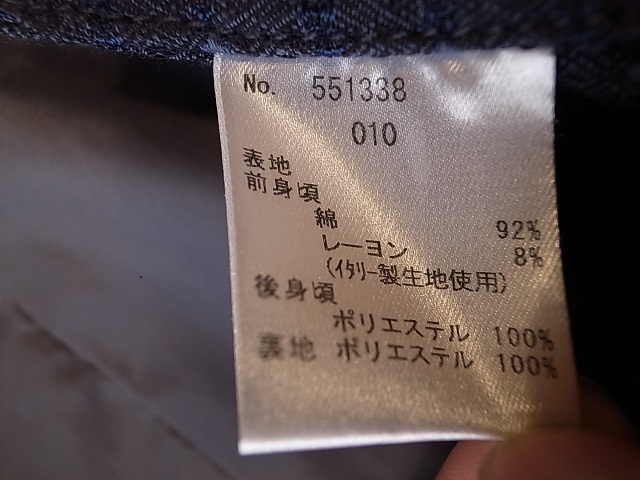 No. 551338
010
表地
前身頃
綿 92%
レーヨン 8%
(ｲﾀﾘｰ製生地使用)
後身頃
ポリエステル 100%
裏地 ポリエステル 100%